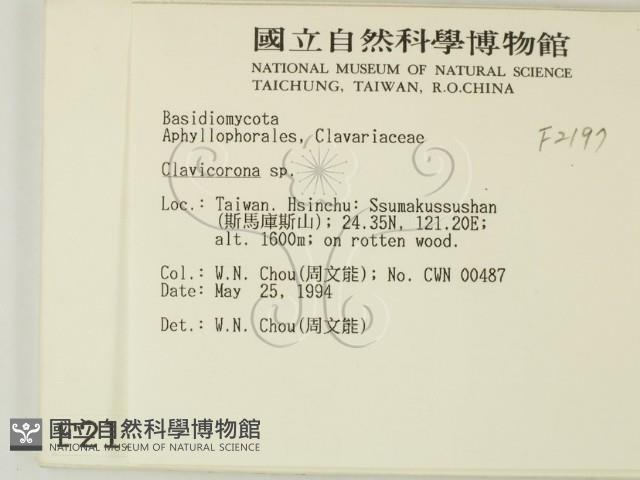 國立自然科學博物館
NATIONAL MUSEUM OF NATURAL SCIENCE
TAICHUNG, TAIWAN, R.O.CHINA
Basidiomycota
Aphyllophorales, Clavariaceae
F2197
Clavicorona sp.
Loc.: Taiwan. Hsinchu: Ssumakussushan
(斯馬庫斯山); 24.35N, 121.20E;
alt. 1600m; on rotten wood.
Col.: W.N. Chou(周文能); No. CWN 00487
Date: May 25, 1994
Det.: W.N. Chou(周文能)
國立自然科學博物館
NATIONAL MUSEUM OF NATURAL SCIENCE